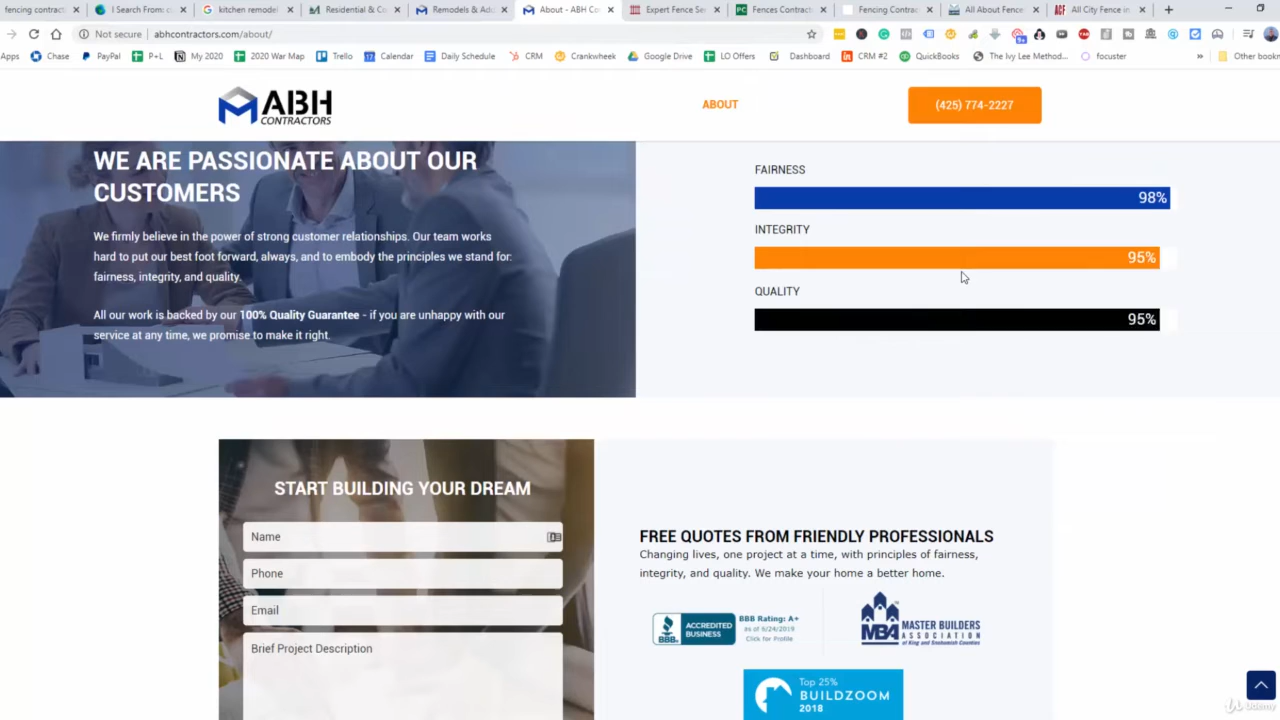 fencing contract
I Search From: c
kitchen remodel
Residential & Co
Remodels & Add
About - ABH Co
Expert Fence Se
Fences Contract
Fencing Contrac
All About Fence
All City Fence in
Not secure
abhcontractors.com/about/
Apps
Chase
PayPal
P+L
My 2020
2020 War Map
Trello
Calendar
Daily Schedule
CRM
Crankwheek
Google Drive
LO Offers
Dashboard
CRM #2
QuickBooks
The Ivy Lee Method...
focuster
»
Other bookm
ABH
CONTRACTORS
ABOUT
(425) 774-2227
WE ARE PASSIONATE ABOUT OUR
CUSTOMERS
We firmly believe in the power of strong customer relationships. Our team works
hard to put our best foot forward, always, and to embody the principles we stand for:
fairness, integrity, and quality.
All our work is backed by our 100% Quality Guarantee - if you are unhappy with our
service at any time, we promise to make it right.
FAIRNESS
98%
INTEGRITY
95%
QUALITY
95%
START BUILDING YOUR DREAM
Name
Phone
Email
Brief Project Description
FREE QUOTES FROM FRIENDLY PROFESSIONALS
Changing lives, one project at a time, with principles of fairness,
integrity, and quality. We make your home a better home.
BBB
ACCREDITED
BUSINESS
BBB Rating: A+
as of 6/24/2019
Click for Profile
MBA
MASTER BUILDERS
ASSOCIATION
of King and Snohomish Counties
Top 25%
BUILDZOOM
2018
Udemy